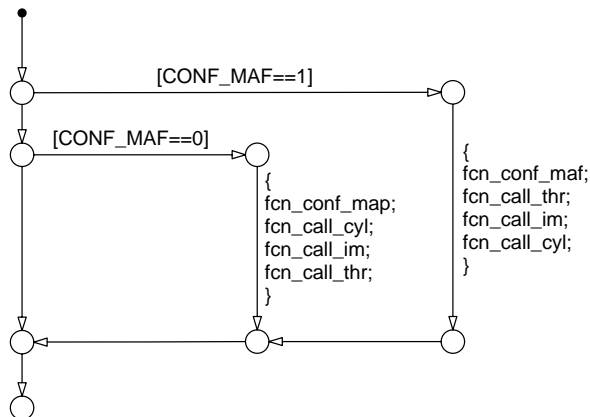 [CONF_MAF==1]
[CONF_MAF==0]
{
fcn_conf_map;
fcn_call_cyl;
fcn_call_im;
fcn_call_thr;
}
{
fcn_conf_maf;
fcn_call_thr;
fcn_call_im;
fcn_call_cyl;
}